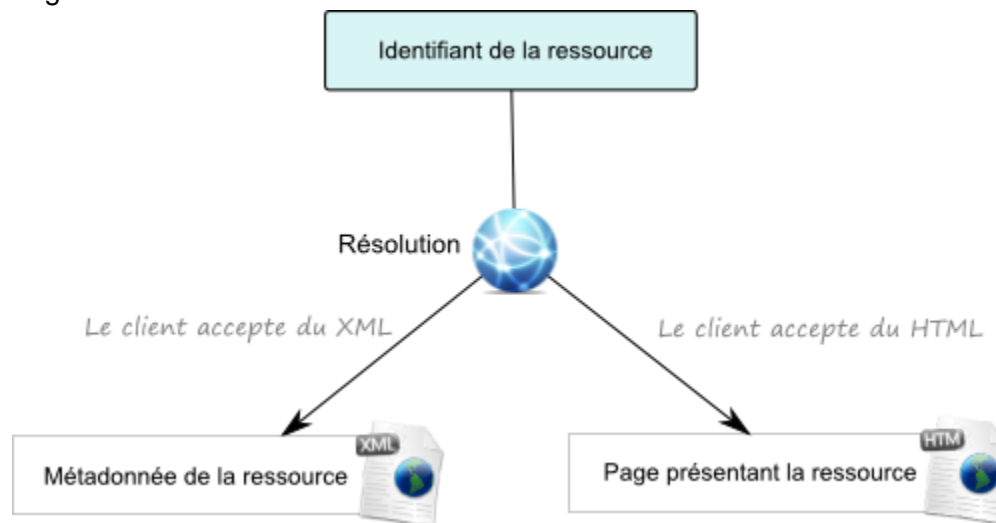 Identifiant de la ressource
Résolution
Le client accepte du XML
Le client accepte du HTML
XML
HTM
Métadonnée de la ressource
Page présentant la ressource